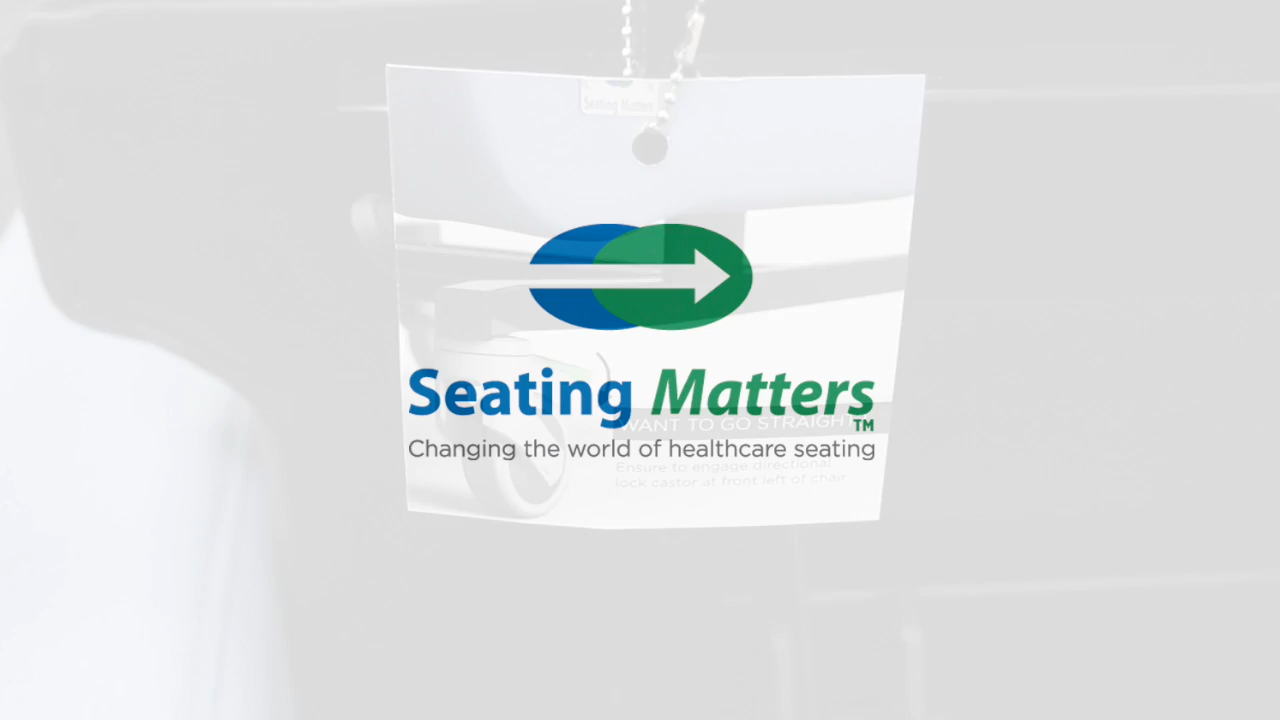 Seating Matters
Seating Matters
TM
WANT TO GO STRAIGHT
Changing the world of healthcare seating
Ensure to engage directional
lock castor at front left of chair